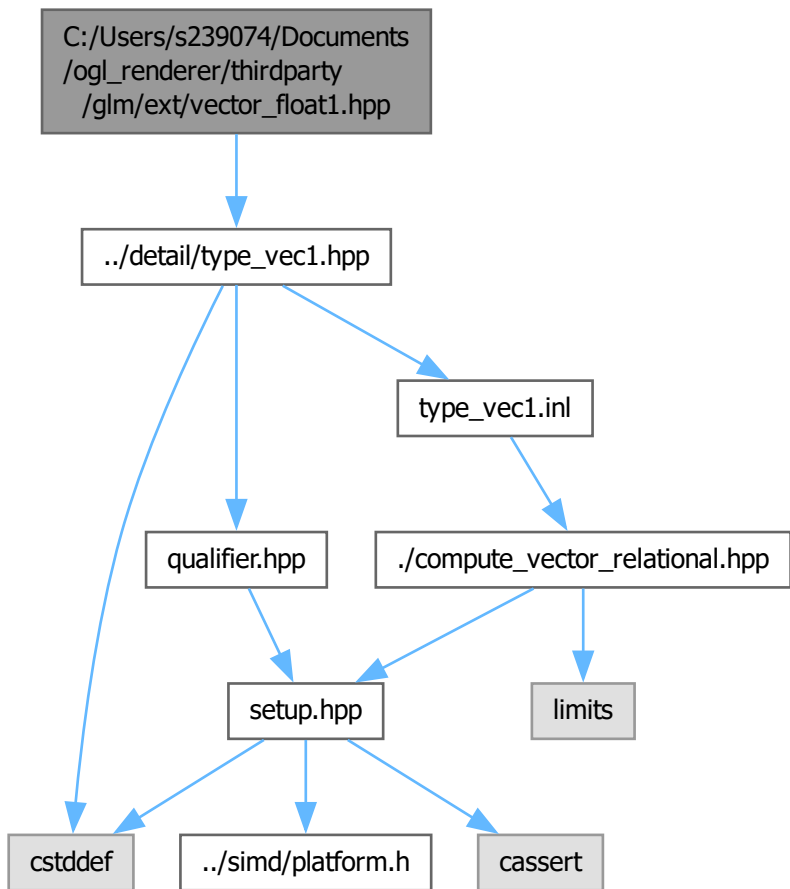 C:/Users/s239074/Documents
/ogl_renderer/thirdparty
/glm/ext/vector_float1.hpp
../detail/type_vec1.hpp
type_vec1.inl
qualifier.hpp
./compute_vector_relational.hpp
setup.hpp
limits
cstddef
../simd/platform.h
cassert